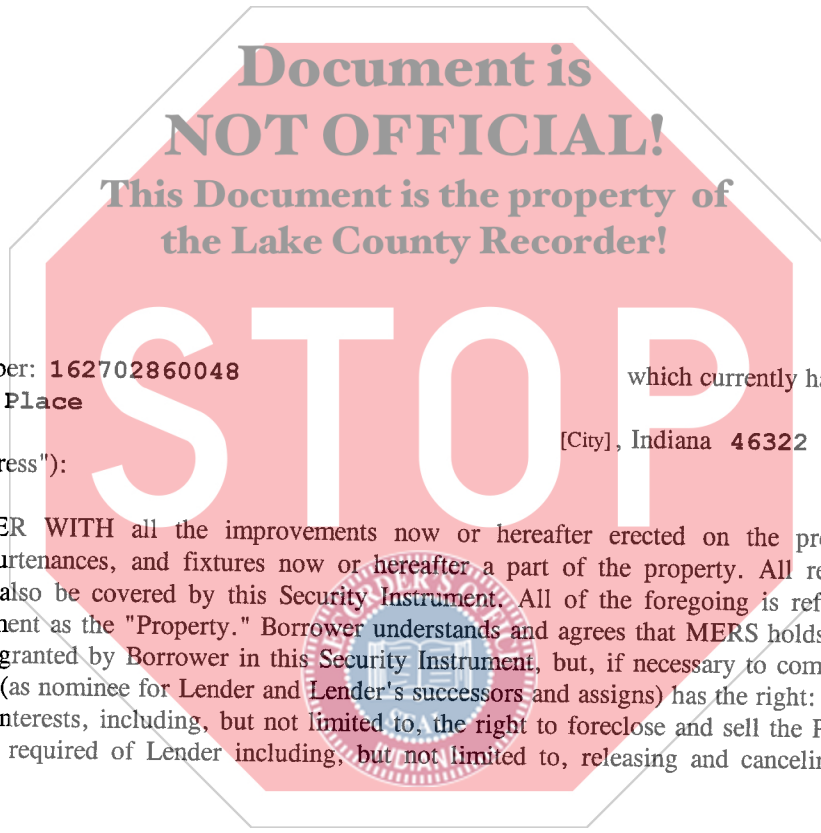 Document is
NOT OFFICIAL!
This Document is the property of
the Lake County Recorder!
STOP
ber: 162702860048 which currently ha
Place
[City], Indiana 46322
ress"):
ER WITH all the improvements now or hereafter erected on the pro
urtenances, and fixtures now or hereafter a part of the property. All re
also be covered by this Security Instrument. All of the foregoing is ref
nent as the "Property." Borrower understands and agrees that MERS holds
granted by Borrower in this Security Instrument, but, if necessary to com
(as nominee for Lender and Lender's successors and assigns) has the right:
nterests, including, but not limited to, the right to foreclose and sell the P
required of Lender including, but not limited to, releasing and cancelin
SEAL
INDIANA